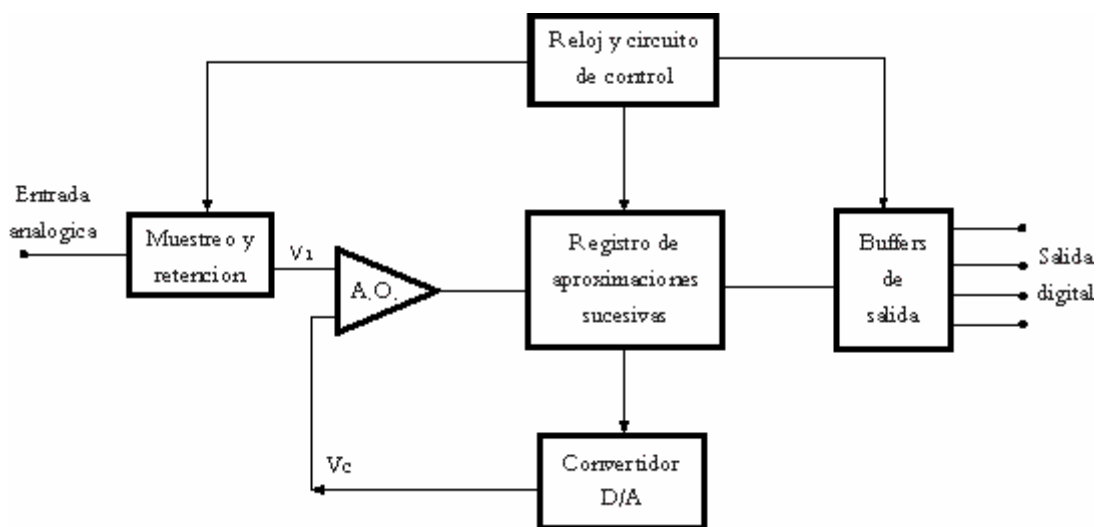 Reloj y circuito
de control
Entrada
analogica
Muestreo y
retencion
V1
A.O.
Registro de
aproximaciones
sucesivas
Buffers
de
salida
Salida
digital
Vc
Convertidor
D/A